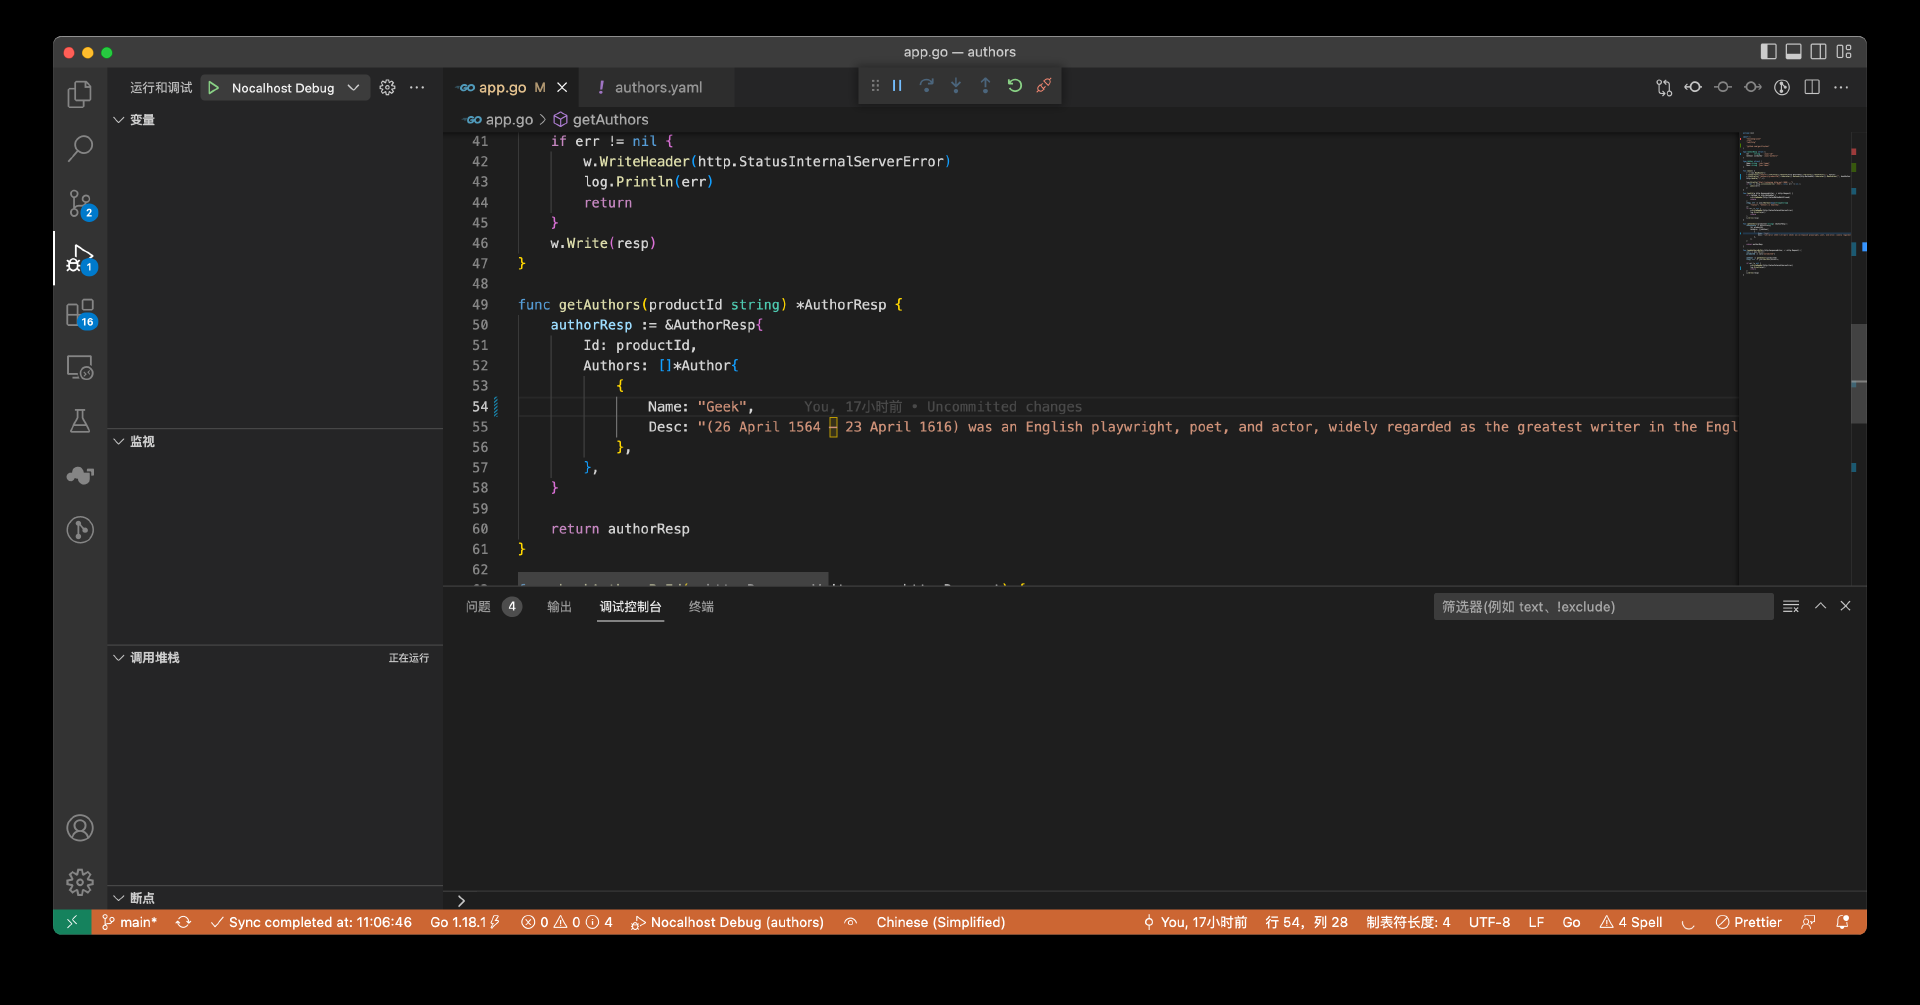 app.go — authors
运行和调试 Nocalhost Debug
app.go M
! authors.yaml
变量
监视
调用堆栈 正在运行
断点
2
1
16
app.go > getAuthors
41 if err != nil {
42 w.WriteHeader(http.StatusInternalServerError)
43 log.Println(err)
44 return
45 }
46 w.Write(resp)
47 }
48
49 func getAuthors(productId string) *AuthorResp {
50 authorResp := &AuthorResp{
51 Id: productId,
52 Authors: []*Author{
53 {
54 Name: "Geek", You, 17小时前 • Uncommitted changes
55 Desc: "(26 April 1564 – 23 April 1616) was an English playwright, poet, and actor, widely regarded as the greatest writer in the Engl
56 },
57 },
58 }
59
60 return authorResp
61 }
62
问题 4 输出 调试控制台 终端
筛选器(例如 text、!exclude)
main* Sync completed at: 11:06:46 Go 1.18.1 0 0 4 Nocalhost Debug (authors) Chinese (Simplified) You, 17小时前 行 54，列 28 制表符长度: 4 UTF-8 LF Go 4 Spell Prettier